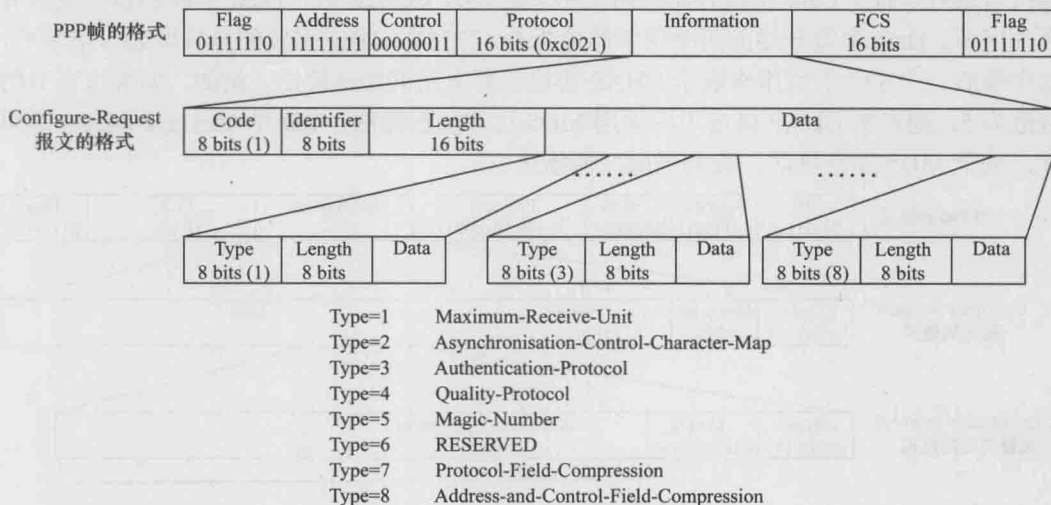 PPP帧的格式
Flag Address Control Protocol Information FCS Flag
01111110 11111111 00000011 16 bits (0xc021) 16 bits 01111110
Configure-Request
报文的格式
Code Identifier Length Data
8 bits (1) 8 bits 16 bits
...... ......
Type Length Data Type Length Data Type Length Data
8 bits (1) 8 bits 8 bits (3) 8 bits 8 bits (8) 8 bits
Type=1 Maximum-Receive-Unit
Type=2 Asynchronisation-Control-Character-Map
Type=3 Authentication-Protocol
Type=4 Quality-Protocol
Type=5 Magic-Number
Type=6 RESERVED
Type=7 Protocol-Field-Compression
Type=8 Address-and-Control-Field-Compression